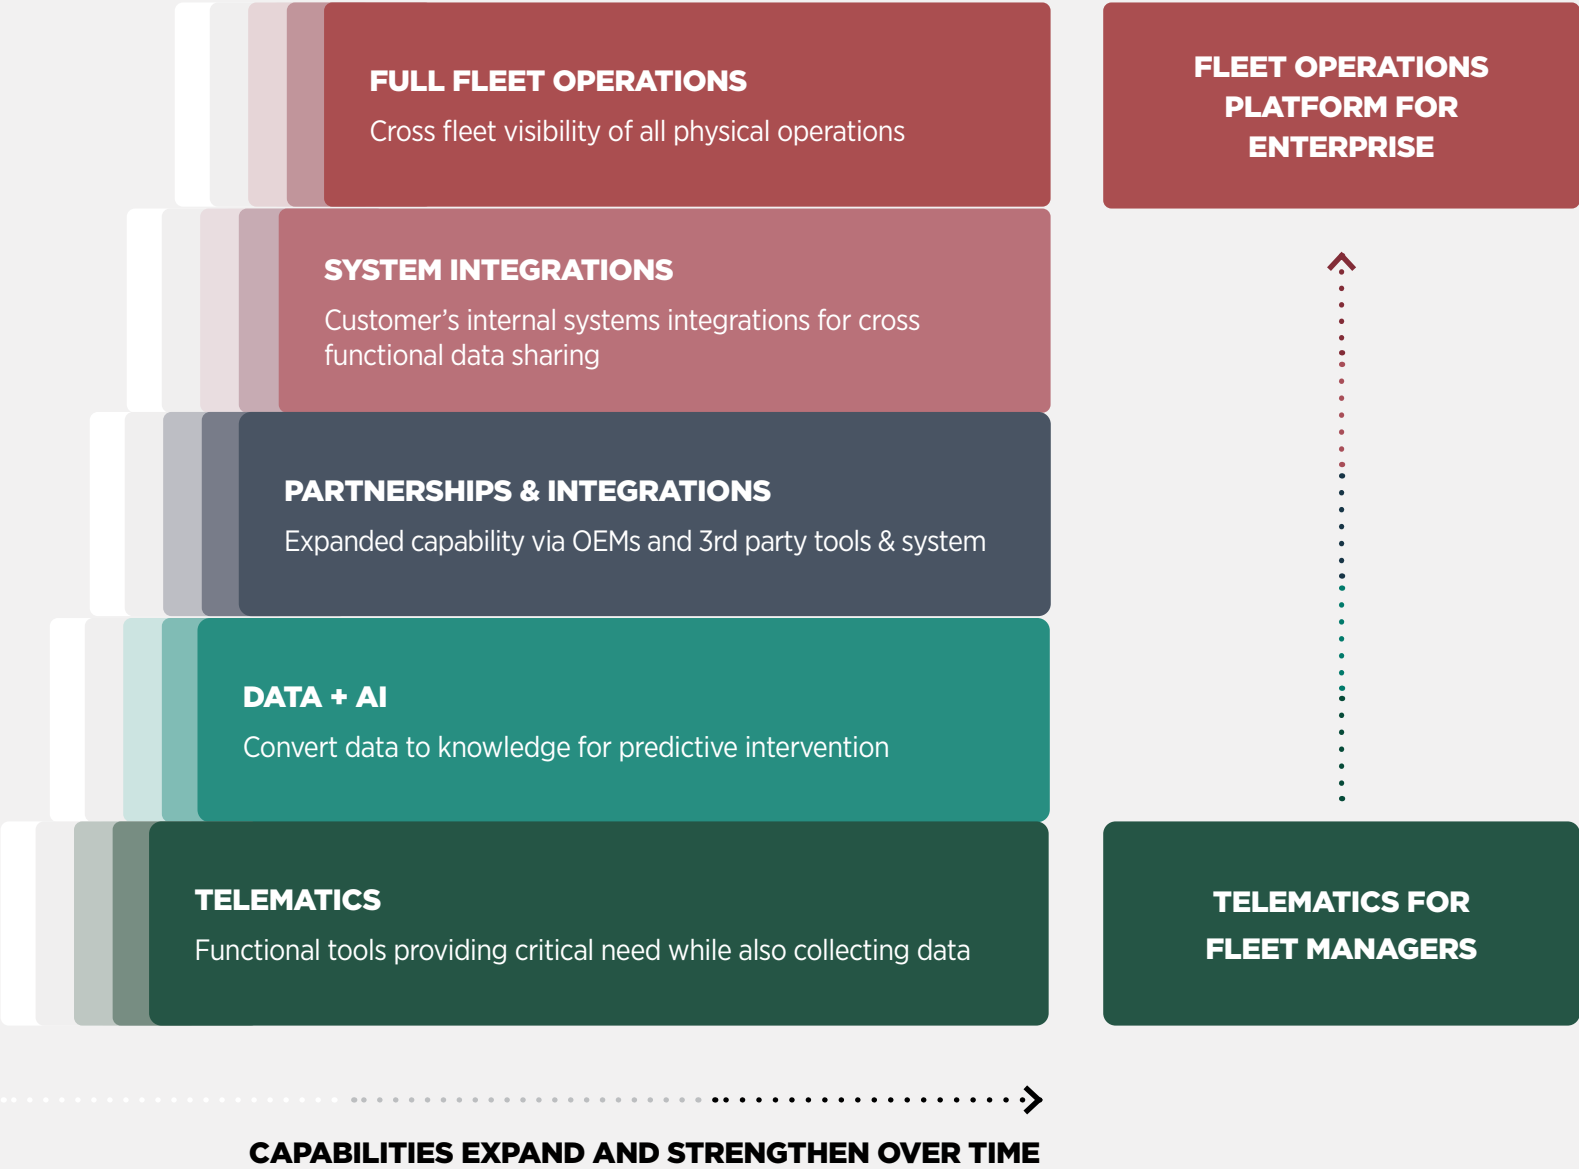 FULL FLEET OPERATIONS
Cross fleet visibility of all physical operations
SYSTEM INTEGRATIONS
Customer’s internal systems integrations for cross
functional data sharing
PARTNERSHIPS & INTEGRATIONS
Expanded capability via OEMs and 3rd party tools & system
DATA + AI
Convert data to knowledge for predictive intervention
TELEMATICS
Functional tools providing critical need while also collecting data
FLEET OPERATIONS
PLATFORM FOR
ENTERPRISE
TELEMATICS FOR
FLEET MANAGERS
CAPABILITIES EXPAND AND STRENGTHEN OVER TIME